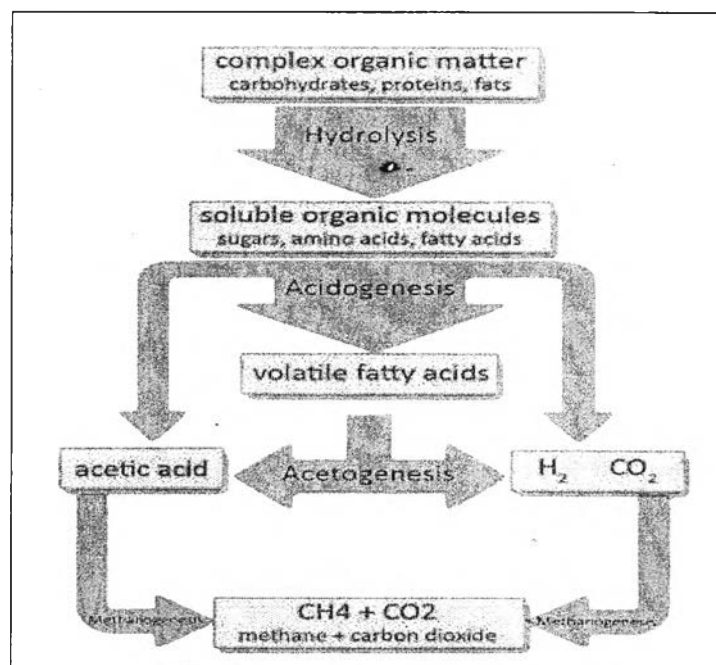 complex organic matter
carbohydrates, proteins, fats
Hydrolysis
soluble organic molecules
sugars, amino acids, fatty acids
Acidogenesis
volatile fatty acids
acetic acid
Acetogenesis
H₂ CO₂
Methanogenesis
CH4 + CO2
methane + carbon dioxide
Methanogenesis